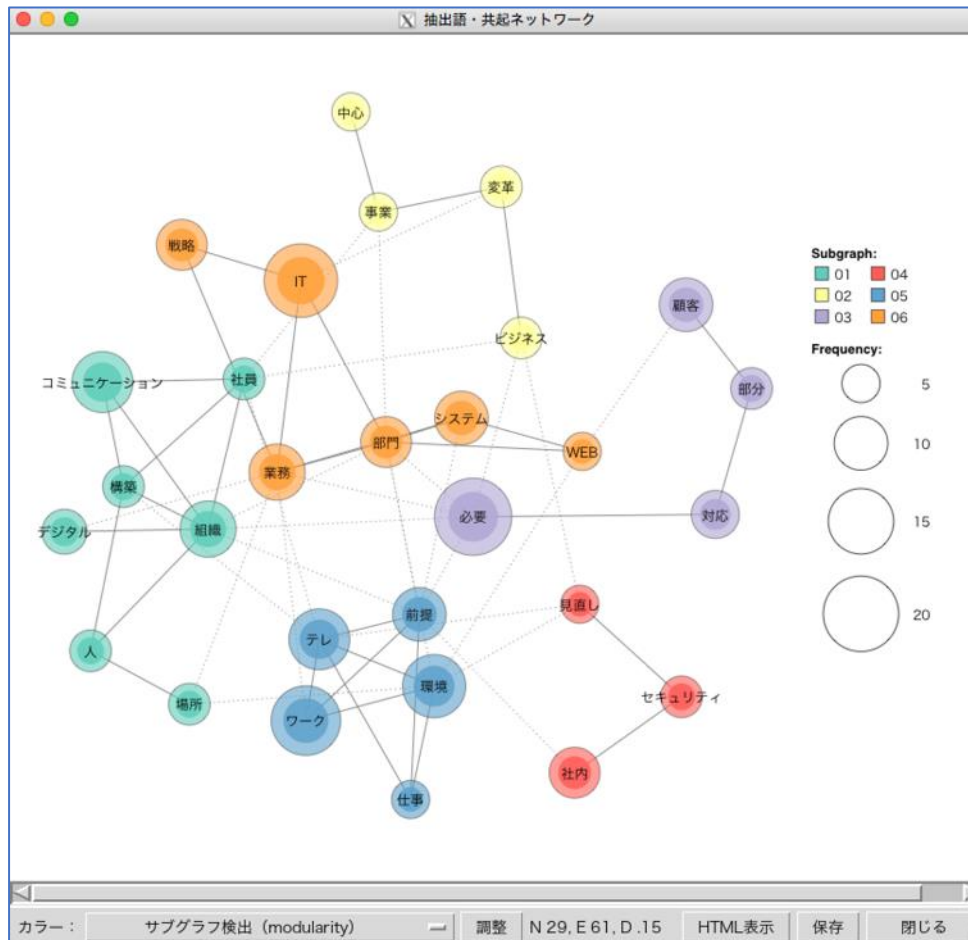 抽出語・共起ネットワーク
中心
変革
事業
戦略
IT
Subgraph:
01 04
02 05
03 06
顧客
Frequency:
ビジネス
コミュニケーション
社員
部分
5
システム
部門
WEB
10
業務
構築
必要
対応
15
デジタル
組織
見直し
前提
20
テレ
人
環境
セキュリティ
場所
ワーク
社内
仕事
カラー： サブグラフ検出（modularity） 調整 N 29, E 61, D .15 HTML表示 保存 閉じる